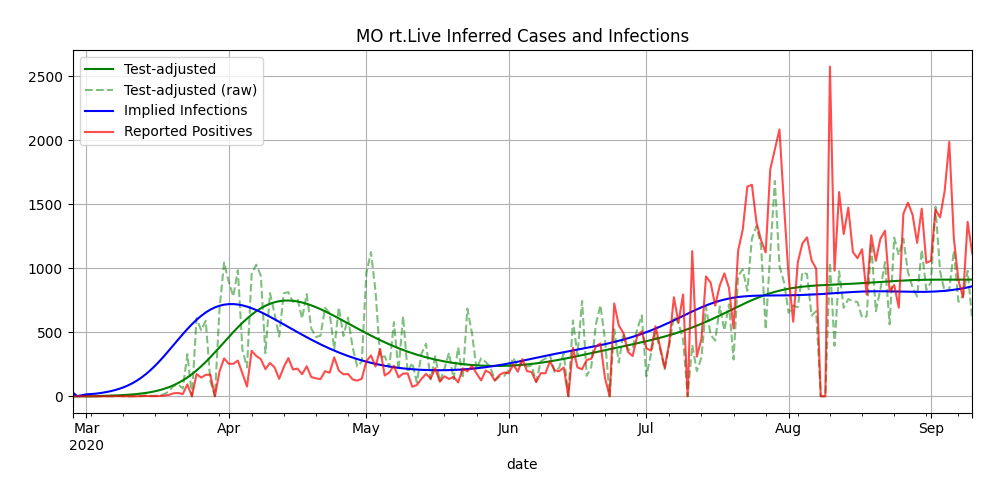 MO rt.Live Inferred Cases and Infections
Test-adjusted
Test-adjusted (raw)
Implied Infections
Reported Positives
2500
2000
1500
1000
500
0
Mar Apr May Jun Jul Aug Sep
2020
date